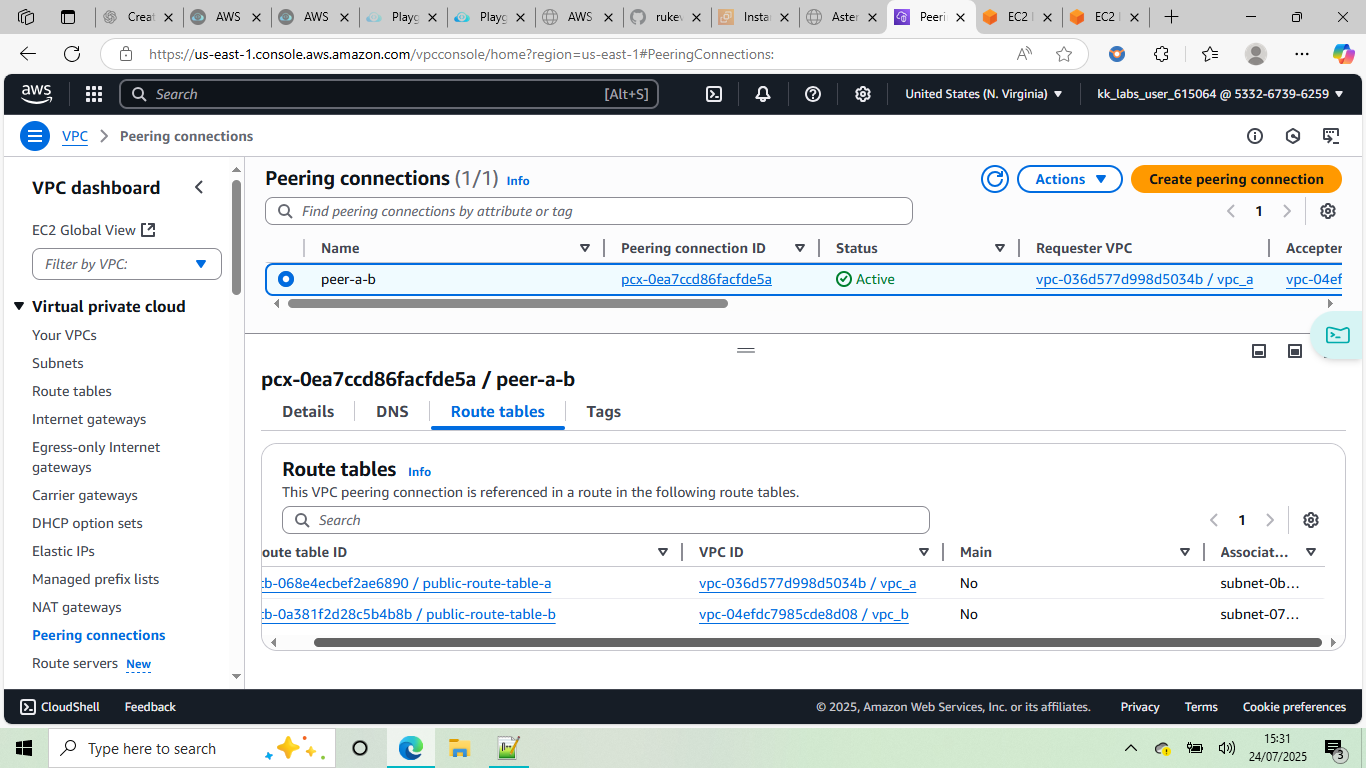 Creat
AWS
AWS
Playg
Playg
AWS
rukev
Instan
Aster
Peerin
EC2
EC2
https://us-east-1.console.aws.amazon.com/vpcconsole/home?region=us-east-1#PeeringConnections:
aws
Search [Alt+S]
United States (N. Virginia)
kk_labs_user_615064 @ 5332-6739-6259
VPC
Peering connections
VPC dashboard
EC2 Global View
Filter by VPC:
Virtual private cloud
Your VPCs
Subnets
Route tables
Internet gateways
Egress-only Internet
gateways
Carrier gateways
DHCP option sets
Elastic IPs
Managed prefix lists
NAT gateways
Peering connections
Route servers New
Peering connections (1/1) Info
Actions
Create peering connection
Find peering connections by attribute or tag
1
Name Peering connection ID Status Requester VPC Accepter
peer-a-b pcx-0ea7ccd86facfde5a Active vpc-036d577d998d5034b / vpc_a vpc-04ef
pcx-0ea7ccd86facfde5a / peer-a-b
Details DNS Route tables Tags
Route tables Info
This VPC peering connection is referenced in a route in the following route tables.
Search
1
oute table ID VPC ID Main Associat...
tb-068e4ecbef2ae6890 / public-route-table-a vpc-036d577d998d5034b / vpc_a No subnet-0b...
tb-0a381f2d28c5b4b8b / public-route-table-b vpc-04efdc7985cde8d08 / vpc_b No subnet-07...
CloudShell Feedback © 2025, Amazon Web Services, Inc. or its affiliates. Privacy Terms Cookie preferences
Type here to search
15:31
24/07/2025
3